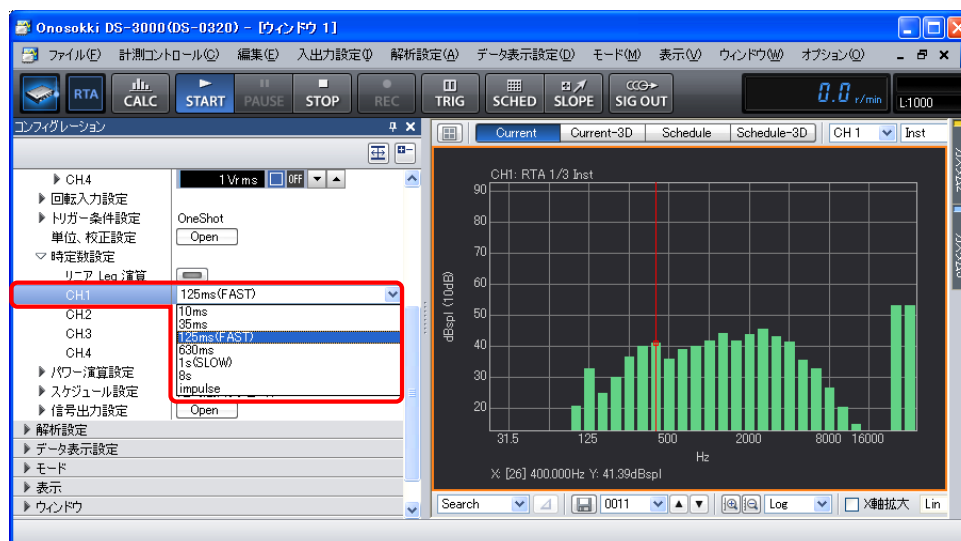 Onosokki DS-3000(DS-0320) - [ウィンドウ 1]
ファイル(F) 計測コントロール(C) 編集(E) 入出力設定(I) 解析設定(A) データ表示設定(D) モード(M) 表示(V) ウィンドウ(W) オプション(O)
RTA CALC START PAUSE STOP REC TRIG SCHED SLOPE SIG OUT 0.0 r/min L:1000
コンフィグレーション
Current Current-3D Schedule Schedule-3D CH 1 Inst
CH.4 1 Vrms OFF
回転入力設定
トリガー条件設定 OneShot
単位、校正設定 Open
時定数設定
リニア Leq 演算
CH.1 125ms(FAST)
CH.2
CH.3
CH.4
10ms
35ms
125ms(FAST)
630ms
1s(SLOW)
8s
impulse
パワー演算設定
スケジュール設定
信号出力設定 Open
解析設定
データ表示設定
モード
表示
ウィンドウ
CH1: RTA 1/3 Inst
90
80
70
60
50
40
30
20
dBspl (10dB)
31.5 125 500 2000 8000 16000
Hz
X: [26] 400.000Hz Y: 41.39dBspl
Search 0011 Log X軸拡大 Lin